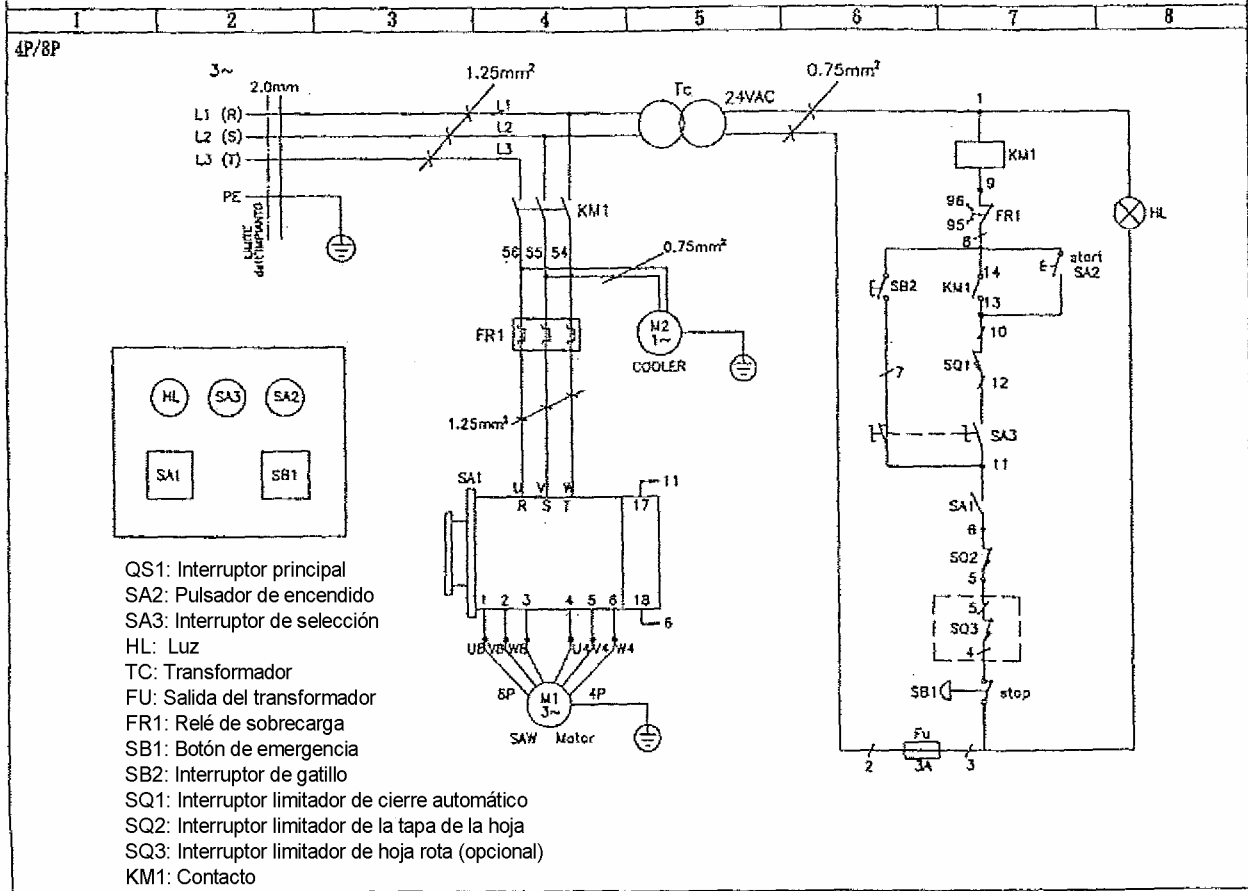 1 2 3 4 5 6 7 8
4P/8P
3~
2.0mm
1.25mm²
Tc
24VAC
0.75mm²
1
L1 (R)
L1
L2 (S)
L2
L3 (T)
L3
KM1
9
PE
96
95
FR1
HL
KM1
8
LIMITE
dell'IMPIANTO
56 55 54
0.75mm²
start
SA2
E
14
SB2
E
KM1
13
FR1
M2
1~
COOLER
10
SQ1
7
12
HL SA3 SA2
1.25mm²
SA3
11
SA1 SB1
SA1
U V W
R S T
17
11
SA1
6
SQ2
5
5
SQ3
4
1 2 3 4 5 6 18
6
U8 V8 W8 U4 V4 W4
8P
M1
3~
4P
SAW Motor
SB1
stop
Fu
2
3A
3
QS1: Interruptor principal
SA2: Pulsador de encendido
SA3: Interruptor de selección
HL: Luz
TC: Transformador
FU: Salida del transformador
FR1: Relé de sobrecarga
SB1: Botón de emergencia
SB2: Interruptor de gatillo
SQ1: Interruptor limitador de cierre automático
SQ2: Interruptor limitador de la tapa de la hoja
SQ3: Interruptor limitador de hoja rota (opcional)
KM1: Contacto